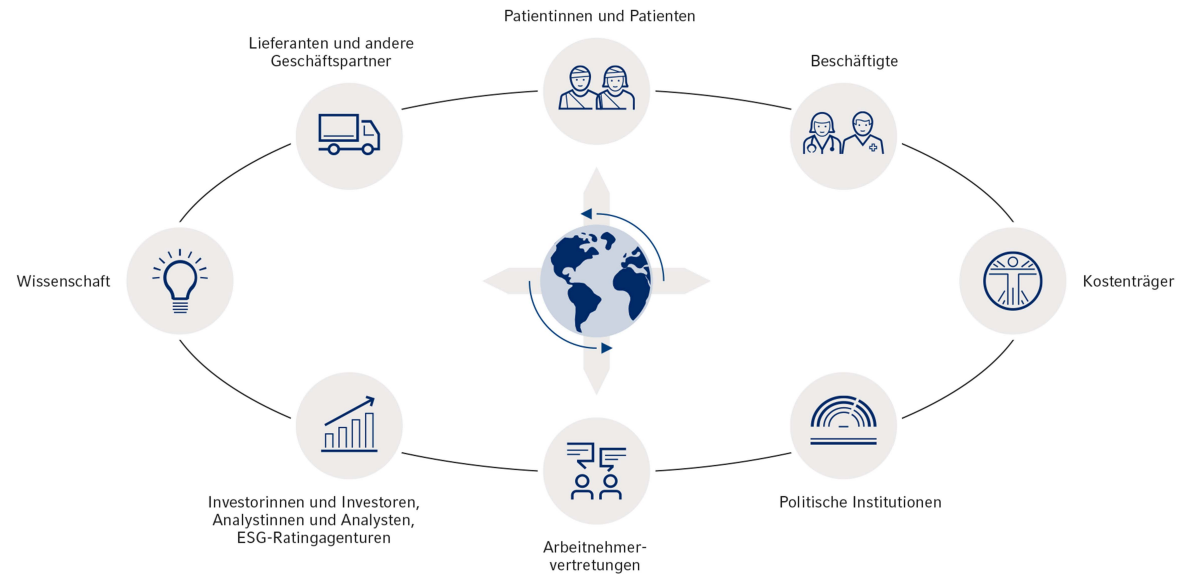 Patientinnen und Patienten
Lieferanten und andere
Geschäftspartner
Beschäftigte
Wissenschaft
Kostenträger
Investorinnen und Investoren,
Analystinnen und Analysten,
ESG-Ratingagenturen
Politische Institutionen
Arbeitnehmer-
vertretungen